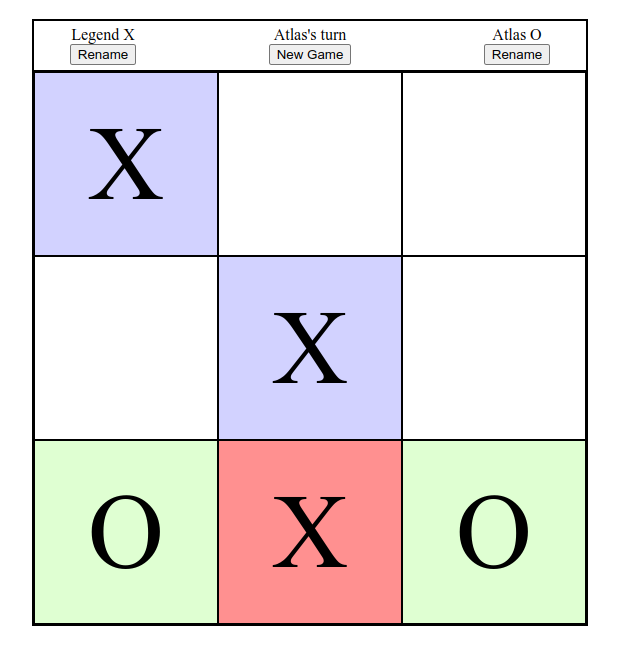 Legend X Atlas's turn Atlas O
Rename New Game Rename
X
X
O X O